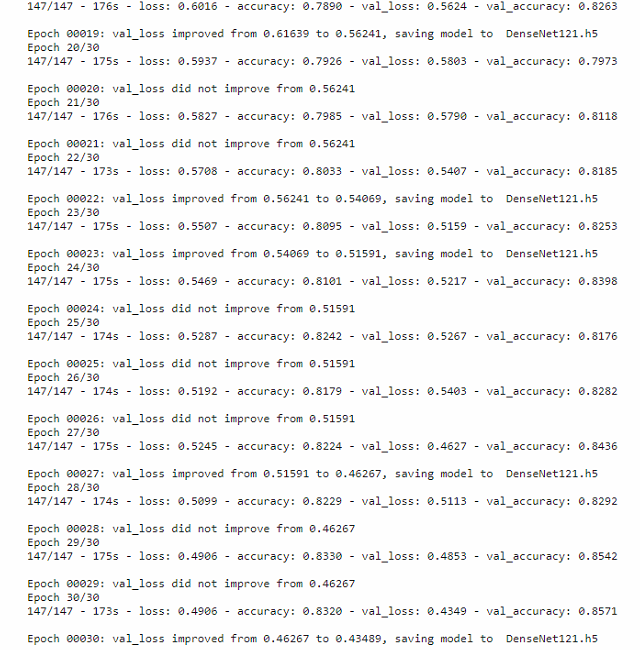 147/147 - 176s - loss: 0.6016 - accuracy: 0.7890 - val_loss: 0.5624 - val_accuracy: 0.8263
Epoch 00019: val_loss improved from 0.61639 to 0.56241, saving model to  DenseNet121.h5
Epoch 20/30
147/147 - 175s - loss: 0.5937 - accuracy: 0.7926 - val_loss: 0.5803 - val_accuracy: 0.7973
Epoch 00020: val_loss did not improve from 0.56241
Epoch 21/30
147/147 - 176s - loss: 0.5827 - accuracy: 0.7985 - val_loss: 0.5790 - val_accuracy: 0.8118
Epoch 00021: val_loss did not improve from 0.56241
Epoch 22/30
147/147 - 173s - loss: 0.5708 - accuracy: 0.8033 - val_loss: 0.5407 - val_accuracy: 0.8185
Epoch 00022: val_loss improved from 0.56241 to 0.54069, saving model to  DenseNet121.h5
Epoch 23/30
147/147 - 175s - loss: 0.5507 - accuracy: 0.8095 - val_loss: 0.5159 - val_accuracy: 0.8253
Epoch 00023: val_loss improved from 0.54069 to 0.51591, saving model to  DenseNet121.h5
Epoch 24/30
147/147 - 175s - loss: 0.5469 - accuracy: 0.8101 - val_loss: 0.5217 - val_accuracy: 0.8398
Epoch 00024: val_loss did not improve from 0.51591
Epoch 25/30
147/147 - 174s - loss: 0.5287 - accuracy: 0.8242 - val_loss: 0.5267 - val_accuracy: 0.8176
Epoch 00025: val_loss did not improve from 0.51591
Epoch 26/30
147/147 - 174s - loss: 0.5192 - accuracy: 0.8179 - val_loss: 0.5403 - val_accuracy: 0.8282
Epoch 00026: val_loss did not improve from 0.51591
Epoch 27/30
147/147 - 175s - loss: 0.5245 - accuracy: 0.8224 - val_loss: 0.4627 - val_accuracy: 0.8436
Epoch 00027: val_loss improved from 0.51591 to 0.46267, saving model to  DenseNet121.h5
Epoch 28/30
147/147 - 174s - loss: 0.5099 - accuracy: 0.8229 - val_loss: 0.5113 - val_accuracy: 0.8292
Epoch 00028: val_loss did not improve from 0.46267
Epoch 29/30
147/147 - 175s - loss: 0.4906 - accuracy: 0.8330 - val_loss: 0.4853 - val_accuracy: 0.8542
Epoch 00029: val_loss did not improve from 0.46267
Epoch 30/30
147/147 - 173s - loss: 0.4906 - accuracy: 0.8320 - val_loss: 0.4349 - val_accuracy: 0.8571
Epoch 00030: val_loss improved from 0.46267 to 0.43489, saving model to  DenseNet121.h5